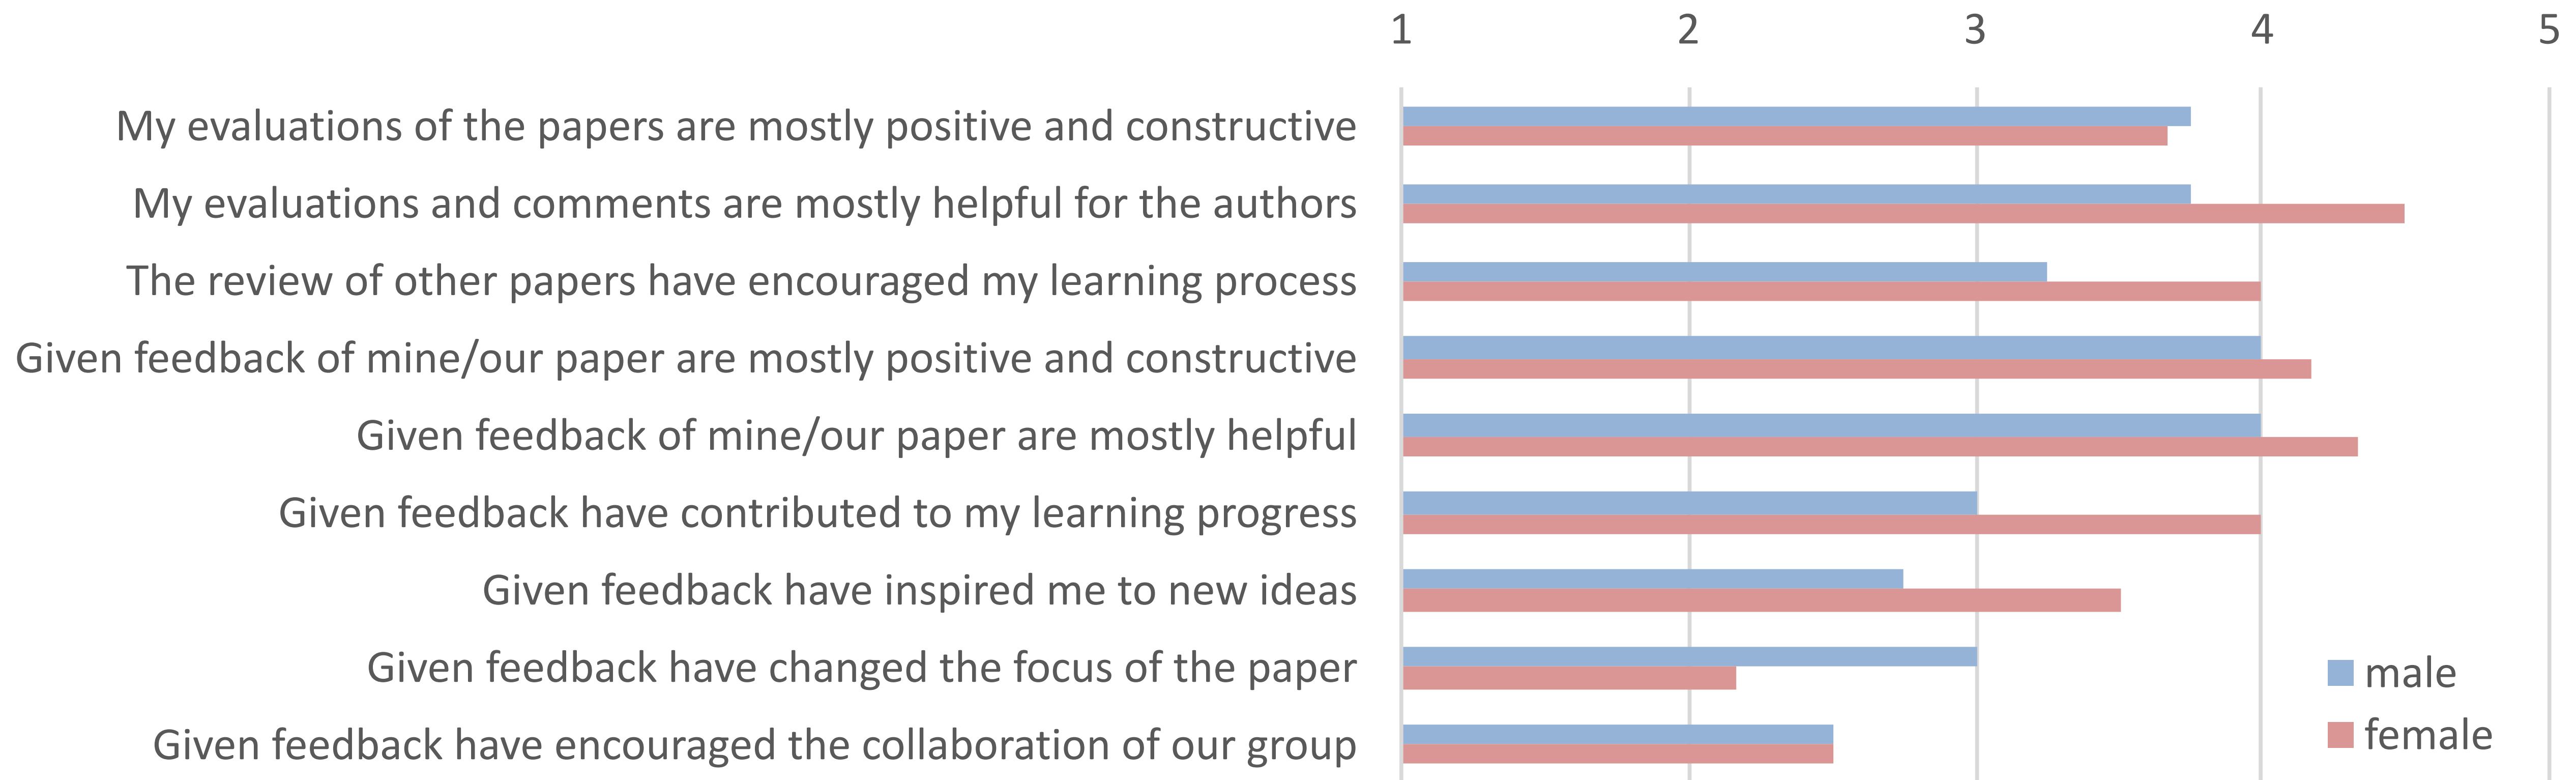 1 2 3 4 5
My evaluations of the papers are mostly positive and constructive
My evaluations and comments are mostly helpful for the authors
The review of other papers have encouraged my learning process
Given feedback of mine/our paper are mostly positive and constructive
Given feedback of mine/our paper are mostly helpful
Given feedback have contributed to my learning progress
Given feedback have inspired me to new ideas
Given feedback have changed the focus of the paper
Given feedback have encouraged the collaboration of our group
male
female